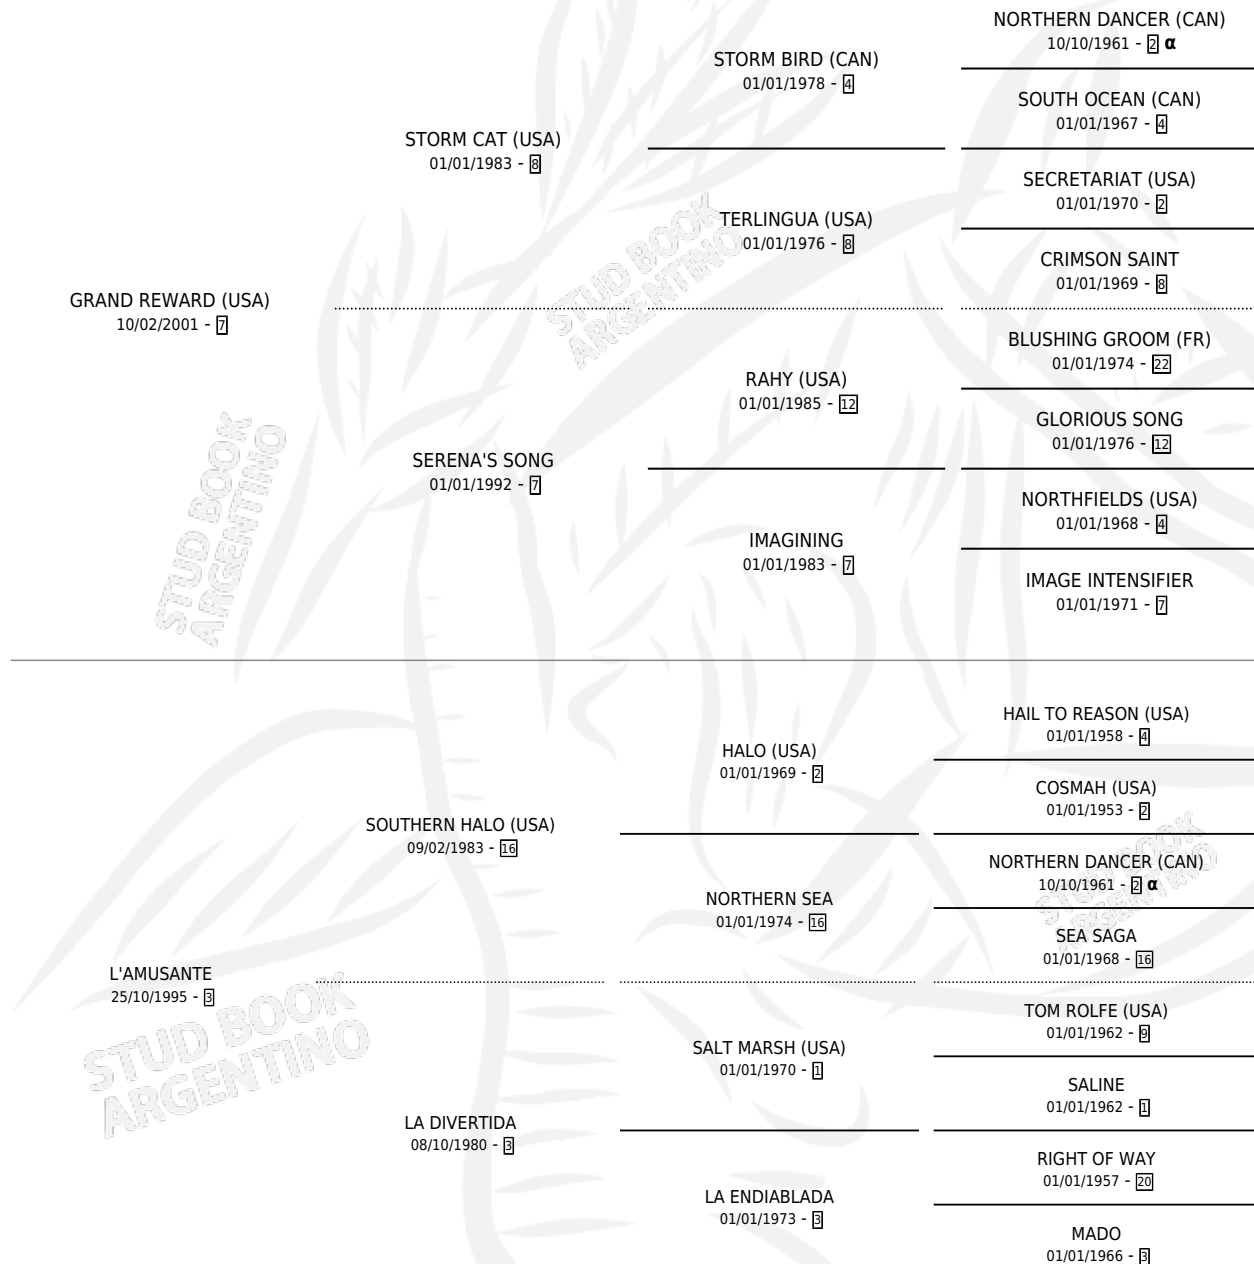 NORTHERN DANCER (CAN)
10/10/1961 - 2 α
STORM BIRD (CAN)
01/01/1978 - 4
SOUTH OCEAN (CAN)
01/01/1967 - 4
STORM CAT (USA)
01/01/1983 - 8
SECRETARIAT (USA)
01/01/1970 - 2
TERLINGUA (USA)
01/01/1976 - 8
CRIMSON SAINT
01/01/1969 - 8
STUD BOOK
ARGENTINO
GRAND REWARD (USA)
10/02/2001 - 7
BLUSHING GROOM (FR)
01/01/1974 - 22
RAHY (USA)
01/01/1985 - 12
GLORIOUS SONG
01/01/1976 - 12
SERENA'S SONG
01/01/1992 - 7
NORTHFIELDS (USA)
01/01/1968 - 4
IMAGINING
01/01/1983 - 7
IMAGE INTENSIFIER
01/01/1971 - 7
STUD BOOK
ARGENTINO
HAIL TO REASON (USA)
01/01/1958 - 4
HALO (USA)
01/01/1969 - 2
COSMAH (USA)
01/01/1953 - 2
SOUTHERN HALO (USA)
09/02/1983 - 16
STUD BOOK
ARGENTINO
NORTHERN DANCER (CAN)
10/10/1961 - 2 α
NORTHERN SEA
01/01/1974 - 16
SEA SAGA
01/01/1968 - 16
L'AMUSANTE
25/10/1995 - 3
STUD BOOK
ARGENTINO
TOM ROLFE (USA)
01/01/1962 - 9
SALT MARSH (USA)
01/01/1970 - 1
SALINE
01/01/1962 - 1
LA DIVERTIDA
08/10/1980 - 3
RIGHT OF WAY
01/01/1957 - 20
LA ENDIABLADA
01/01/1973 - 3
MADO
01/01/1966 - 3